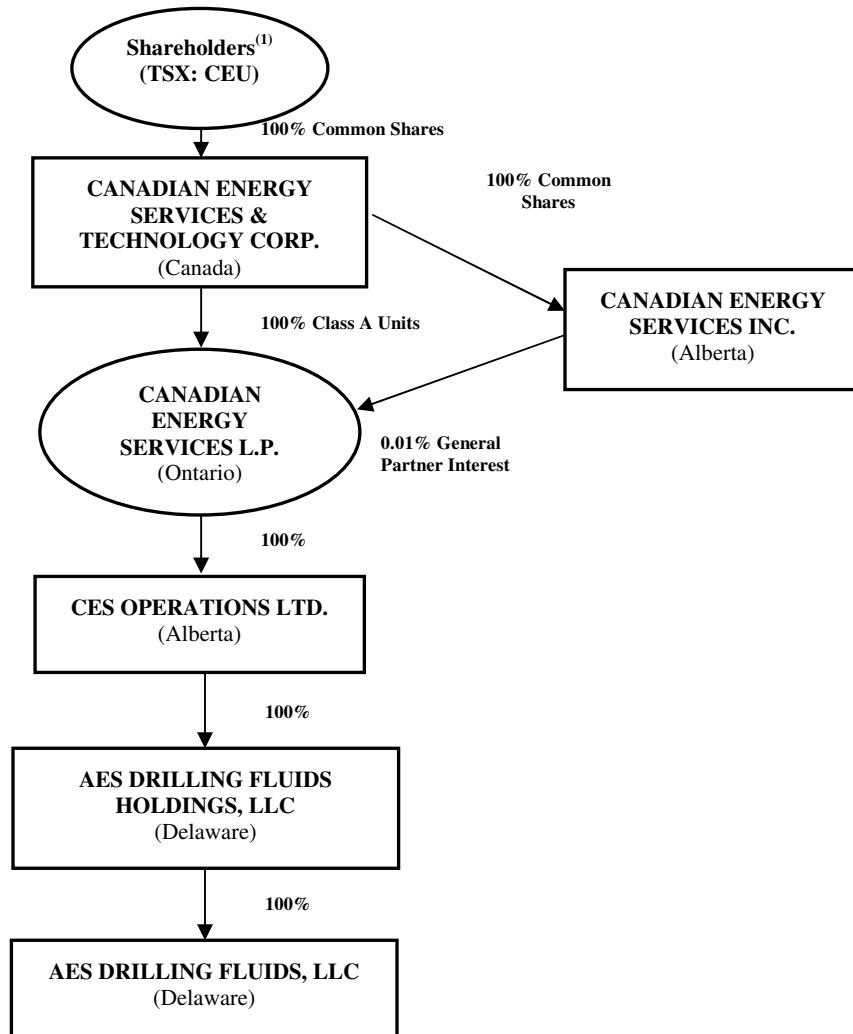 Shareholders(1)
(TSX: CEU)
100% Common Shares
CANADIAN ENERGY
SERVICES &
TECHNOLOGY CORP.
(Canada)
100% Common
Shares
CANADIAN ENERGY
SERVICES INC.
(Alberta)
100% Class A Units
CANADIAN
ENERGY
SERVICES L.P.
(Ontario)
0.01% General
Partner Interest
100%
CES OPERATIONS LTD.
(Alberta)
100%
AES DRILLING FLUIDS
HOLDINGS, LLC
(Delaware)
100%
AES DRILLING FLUIDS, LLC
(Delaware)